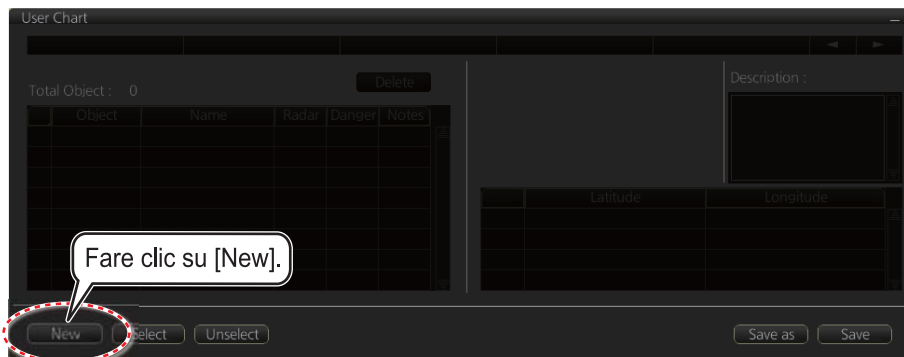 User Chart
Total Object : 0
Delete
Description :
Object Name Radar Danger Notes
Latitude Longitude
Fare clic su [New].
New Select Unselect Save as Save